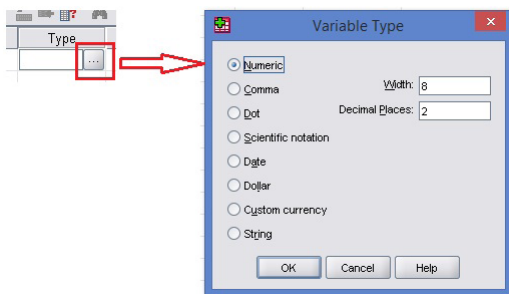 Type
...
Variable Type
Numeric
Comma
Width: 8
Dot
Decimal Places: 2
Scientific notation
Date
Dollar
Custom currency
String
OK Cancel Help